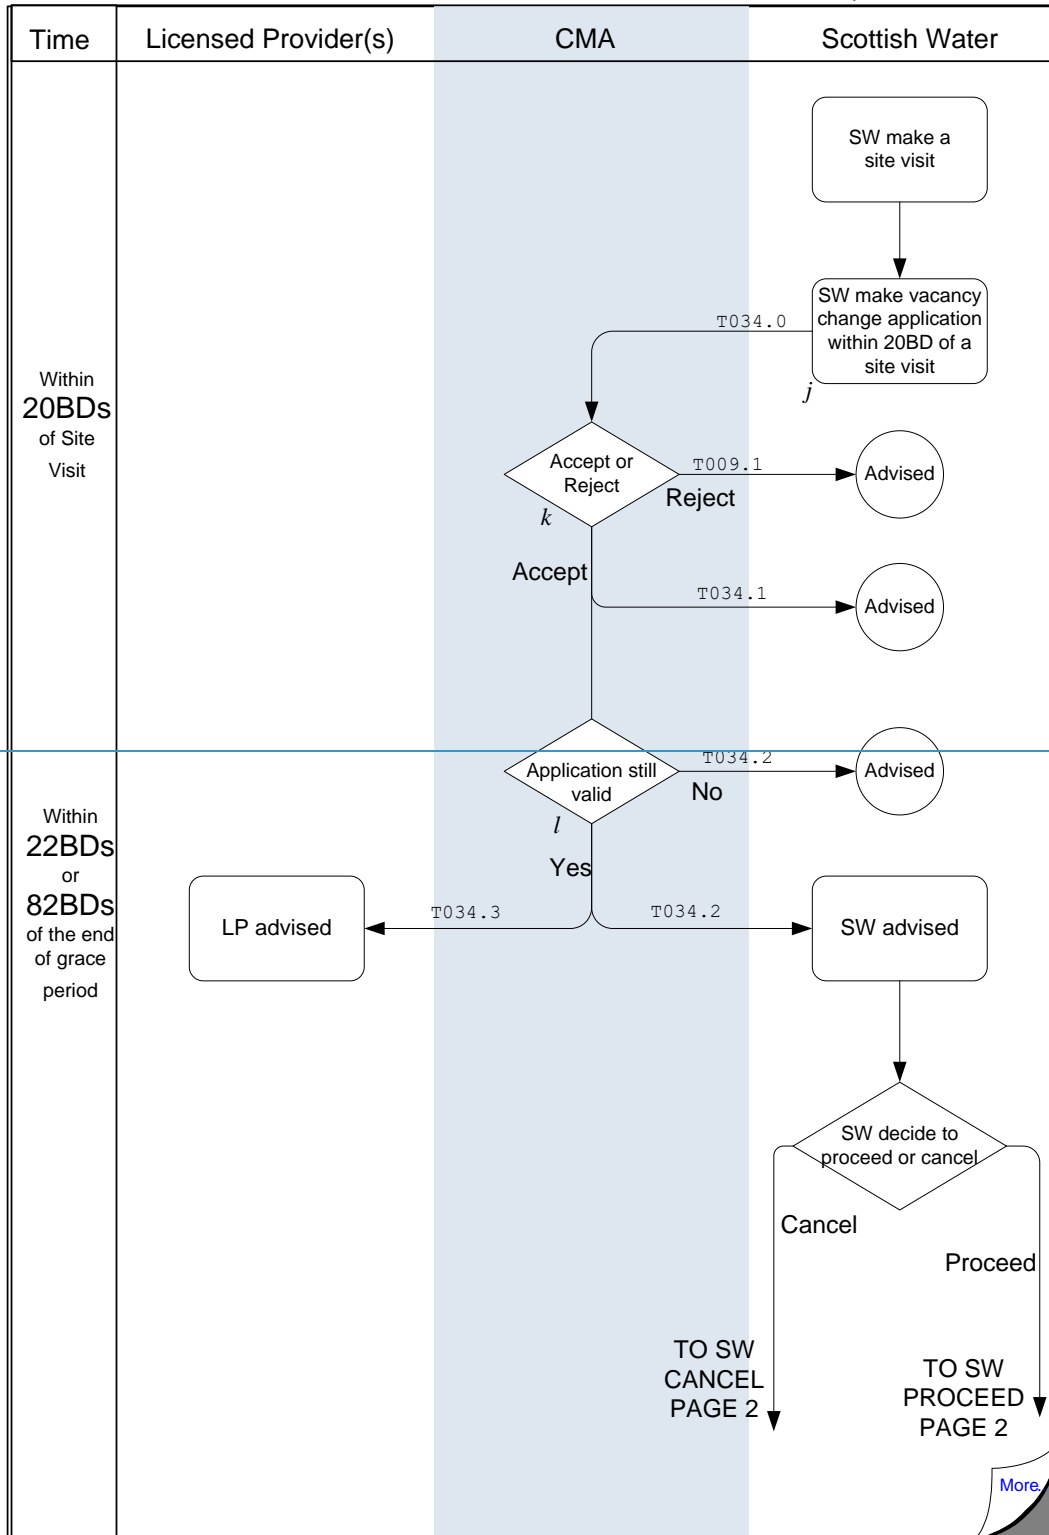 Time
Licensed Provider(s)
CMA
Scottish Water
SW make a
site visit
SW make vacancy
change application
within 20BD of a
site visit
T034.0
j
Within
20BDs
of Site
Visit
Accept or
Reject
k
T009.1
Reject
Advised
Accept
T034.1
Advised
Application still
valid
l
T034.2
No
Advised
Within
22BDs
or
82BDs
of the end
of grace
period
Yes
T034.3
T034.2
LP advised
SW advised
SW decide to
proceed or cancel
Cancel
Proceed
TO SW
CANCEL
PAGE 2
TO SW
PROCEED
PAGE 2
More..